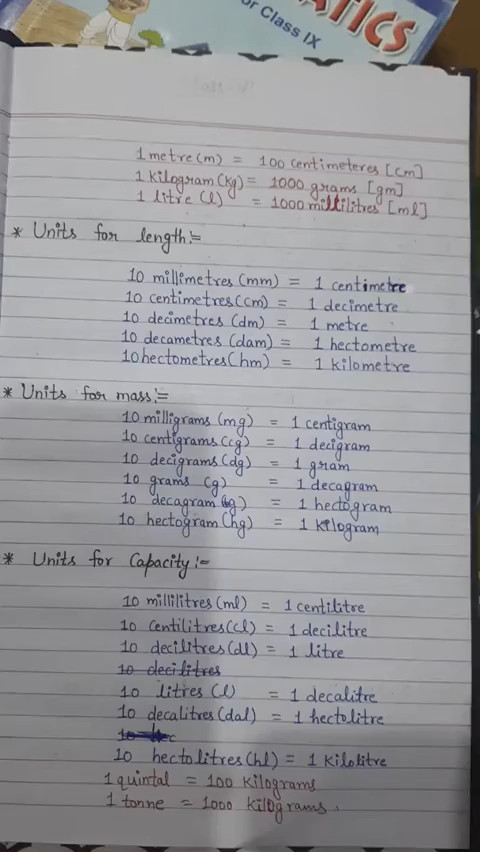 MATICS
or Class IX
1 metre (m) = 100 centimeteres [cm]
1 kilogram (kg) = 1000 grams [gm]
1 litre (l) = 1000 millilitres [ml]
* Units for length:=
10 millimetres (mm) = 1 centimetre
10 centimetres (cm) = 1 decimetre
10 decimetres (dm) = 1 metre
10 decametres (dam) = 1 hectometre
10 hectometres (hm) = 1 kilometre
* Units for mass:=
10 milligrams (mg) = 1 centigram
10 centigrams (cg) = 1 decigram
10 decigrams (dg) = 1 gram
10 grams (g) = 1 decagram
10 decagram = 1 hectogram
10 hectogram (hg) = 1 kilogram
* Units for Capacity:-
10 millilitres (ml) = 1 centilitre
10 centilitres (cl) = 1 decilitre
10 decilitres (dl) = 1 litre
10 decilitres
10 litres (l) = 1 decalitre
10 decalitres (dal) = 1 hectolitre
10 hectolitres (hl) = 1 kilolitre
1 quintal = 100 kilograms
1 tonne = 1000 kilograms.